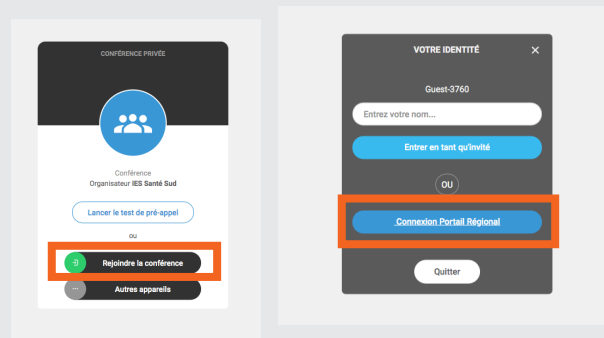 CONFÉRENCE PRIVÉE
Conférence
Organisateur IES Santé Sud
Lancer le test de pré-appel
ou
Rejoindre la conférence
Autres appareils
VOTRE IDENTITÉ
Guest-3760
Entrez votre nom...
Entrer en tant qu'invité
OU
Connexion Portail Régional
Quitter